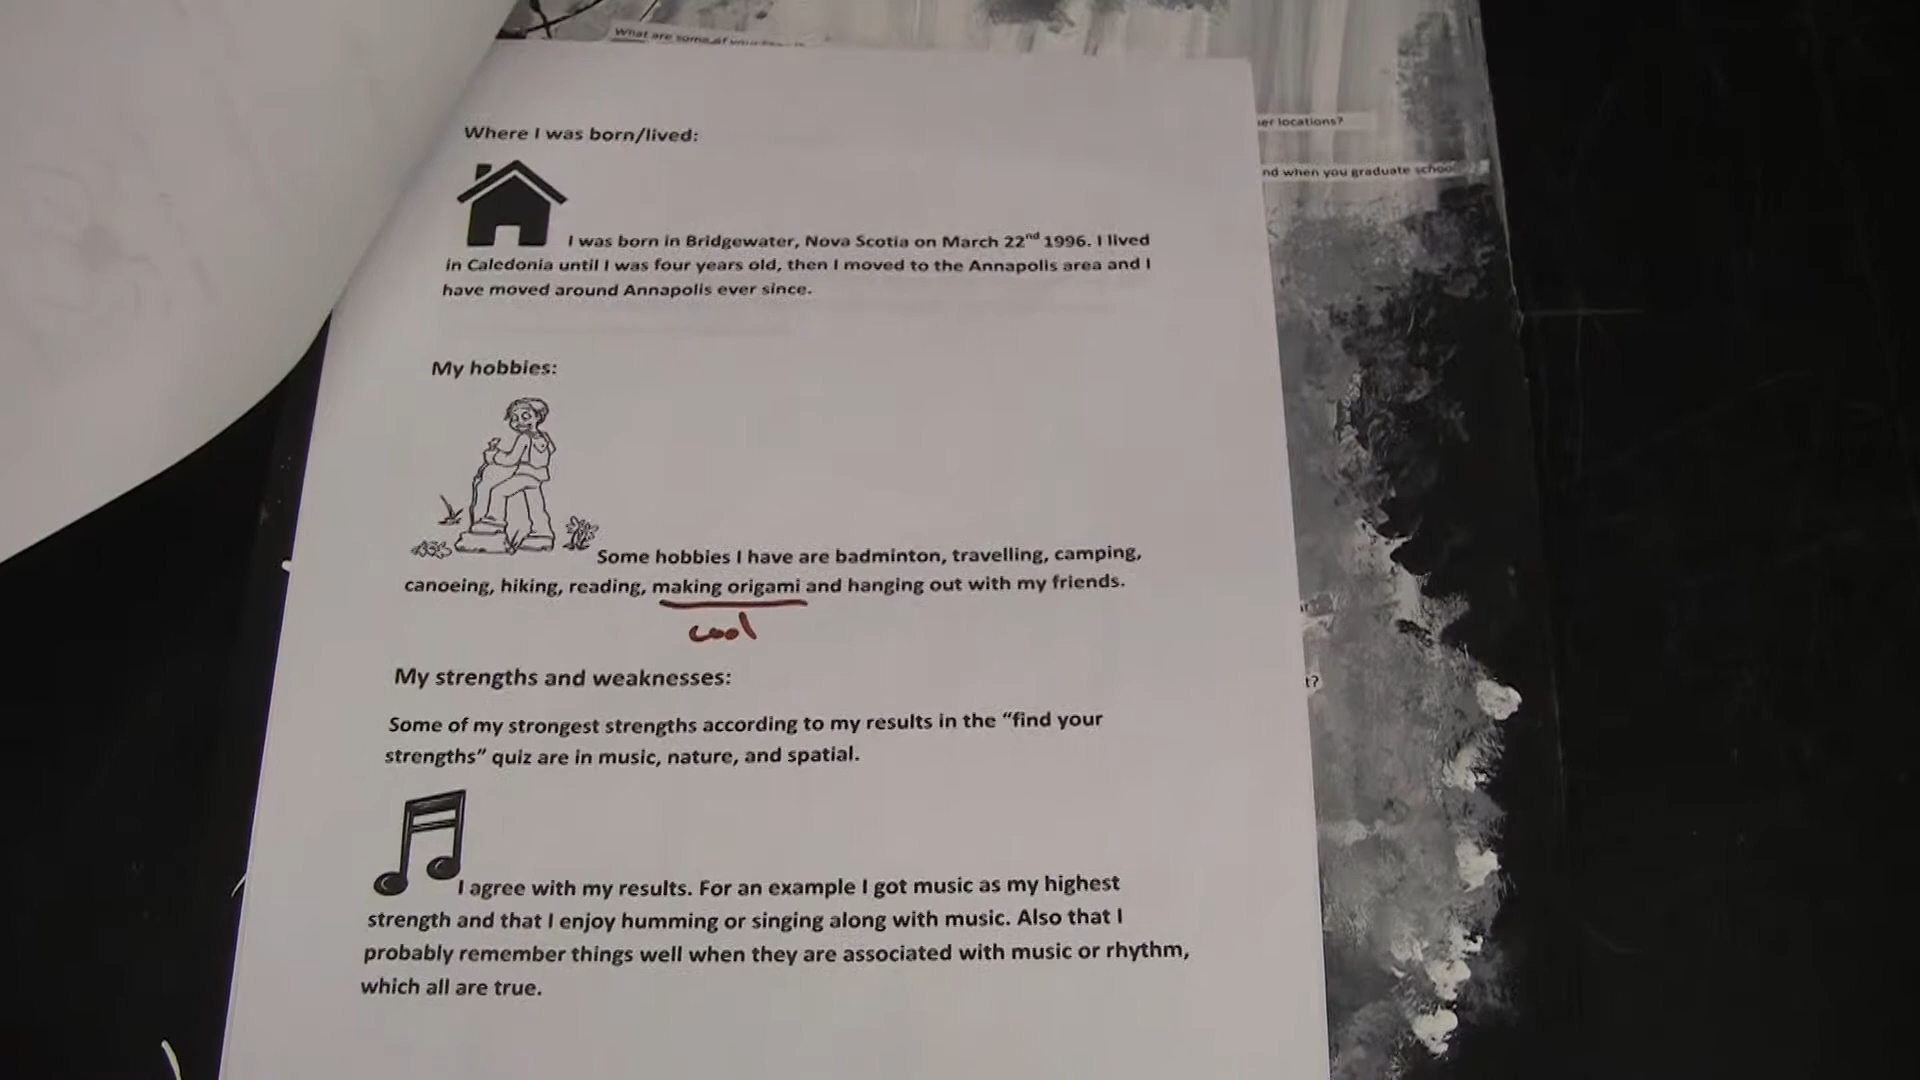 What are some of
Where I was born/lived:
er locations?
nd when you graduate school
I was born in Bridgewater, Nova Scotia on March 22nd 1996. I lived
in Caledonia until I was four years old, then I moved to the Annapolis area and I
have moved around Annapolis ever since.
My hobbies:
Some hobbies I have are badminton, travelling, camping,
canoeing, hiking, reading, making origami and hanging out with my friends.
cool
My strengths and weaknesses:
Some of my strongest strengths according to my results in the “find your
strengths” quiz are in music, nature, and spatial.
I agree with my results. For an example I got music as my highest
strength and that I enjoy humming or singing along with music. Also that I
probably remember things well when they are associated with music or rhythm,
which all are true.